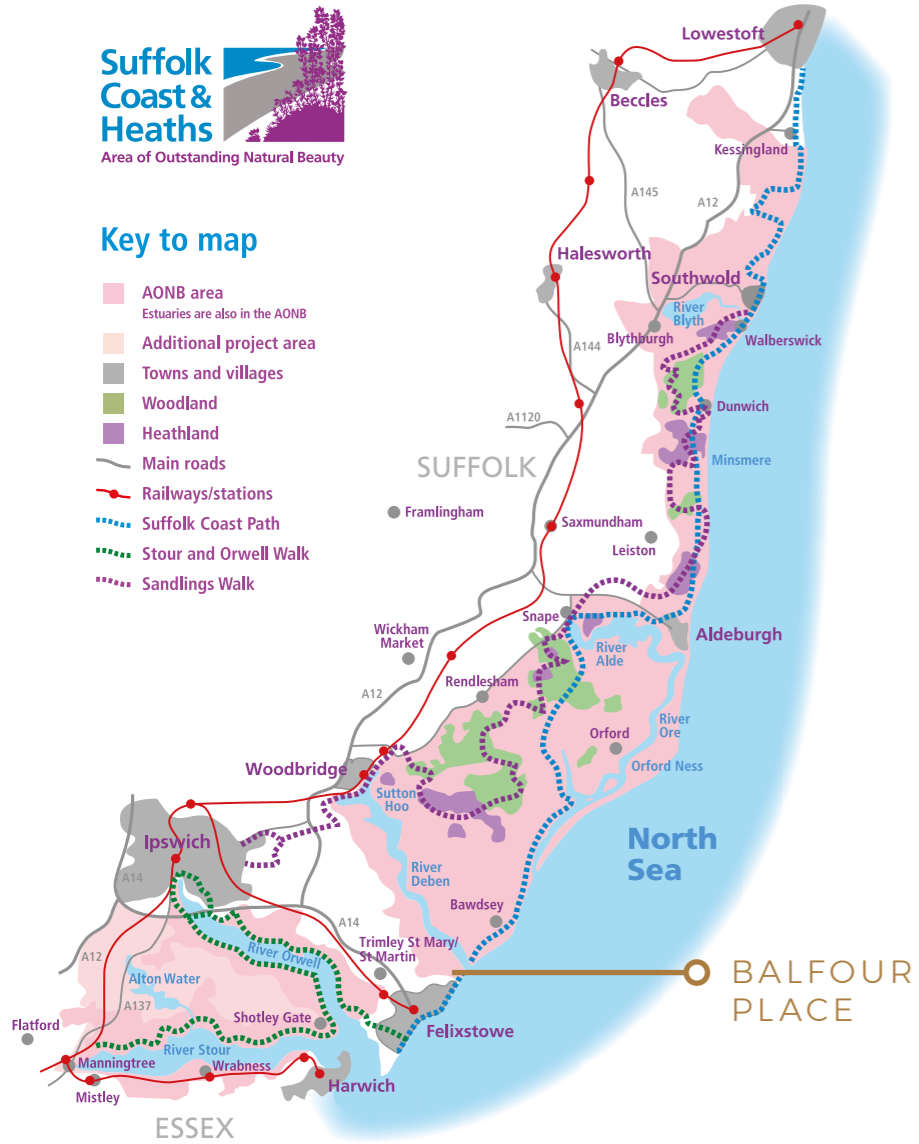 Suffolk
Coast &
Heaths
Area of Outstanding Natural Beauty
Key to map
AONB area
Estuaries are also in the AONB
Additional project area
Towns and villages
Woodland
Heathland
Main roads
Railways/stations
Suffolk Coast Path
Stour and Orwell Walk
Sandlings Walk
Lowestoft
Beccles
Kessingland
A145
A12
Halesworth
Southwold
River
Blyth
Blythburgh
Walberswick
A144
Dunwich
A1120
Minsmere
SUFFOLK
Framlingham
Saxmundham
Leiston
Snape
Aldeburgh
Wickham
Market
River
Alde
Rendlesham
A12
River
Ore
Orford
Orford Ness
Woodbridge
Sutton
Hoo
Ipswich
North
Sea
River
Deben
A14
Bawdsey
A14
Trimley St Mary/
St Martin
A12
River Orwell
Alton Water
BALFOUR
PLACE
A137
Shotley Gate
Felixstowe
Flatford
River Stour
Manningtree
Wrabness
Harwich
Mistley
ESSEX